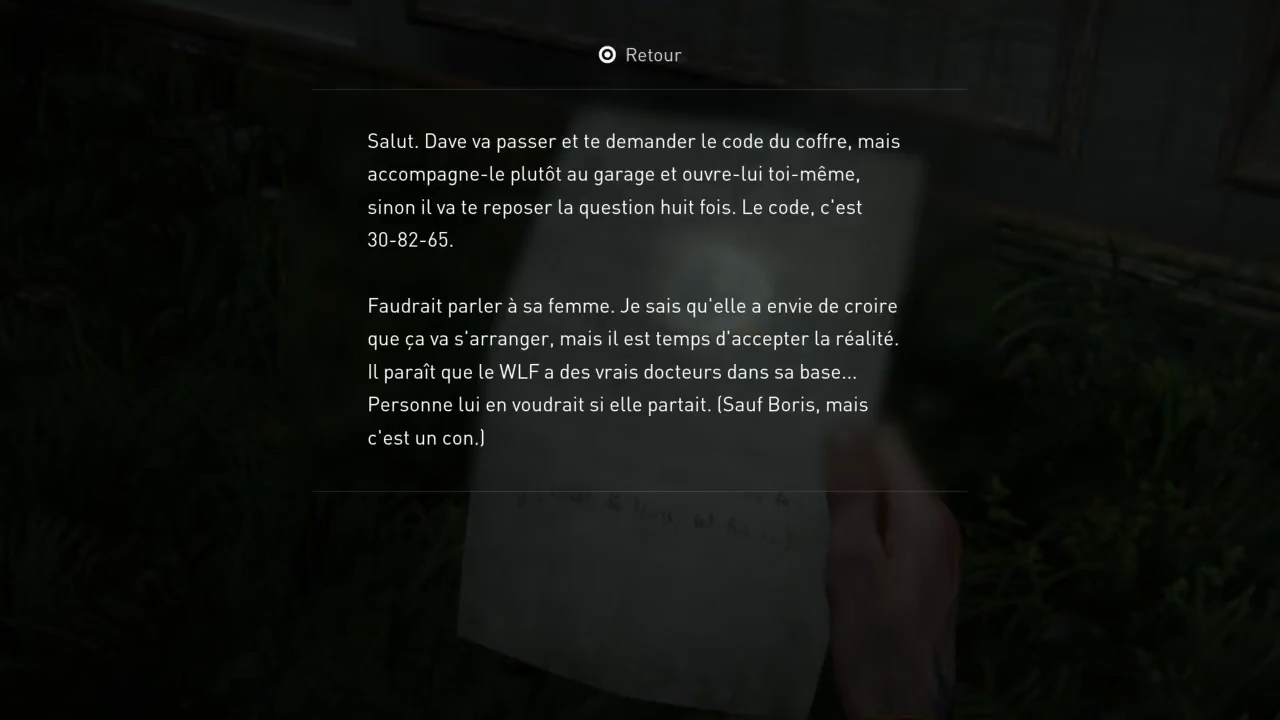 Retour
Salut. Dave va passer et te demander le code du coffre, mais
accompagne-le plutôt au garage et ouvre-lui toi-même,
sinon il va te reposer la question huit fois. Le code, c'est
30-82-65.
Faudrait parler à sa femme. Je sais qu'elle a envie de croire
que ça va s'arranger, mais il est temps d'accepter la réalité.
Il paraît que le WLF a des vrais docteurs dans sa base...
Personne lui en voudrait si elle partait. (Sauf Boris, mais
c'est un con.)